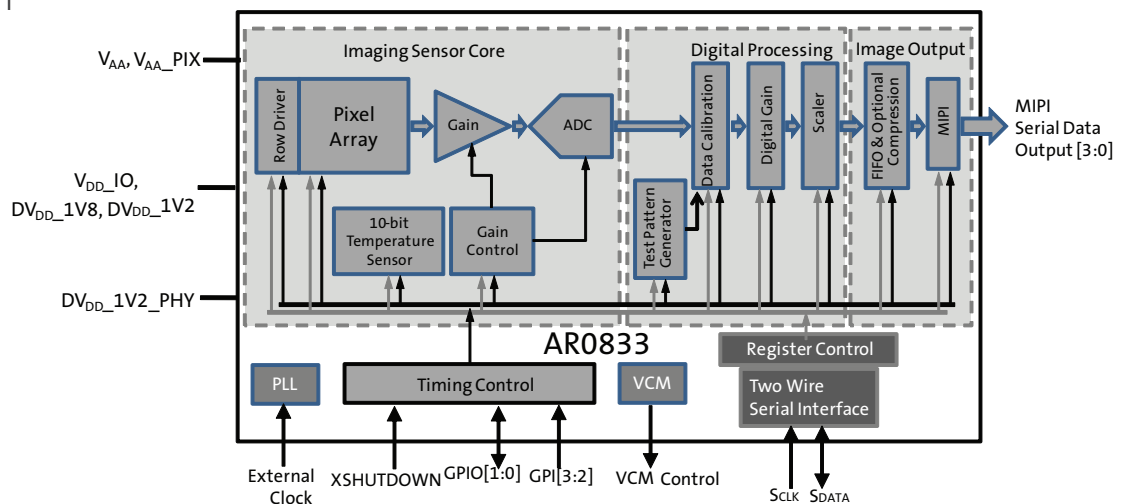 Imaging Sensor Core
Digital Processing
Image Output
VAA, VAA_PIX
VDD_IO,
DVDD_1V8, DVDD_1V2
DVDD_1V2_PHY
Row Driver
Pixel
Array
Gain
ADC
Data Calibration
Digital Gain
Scaler
FIFO & Optional
Compression
MIPI
MIPI
Serial Data
Output [3:0]
10-bit
Temperature
Sensor
Gain
Control
Test Pattern
Generator
AR0833
Register Control
PLL
Timing Control
VCM
Two Wire
Serial Interface
External
Clock
XSHUTDOWN
GPIO[1:0]
GPI[3:2]
VCM Control
SCLK
SDATA